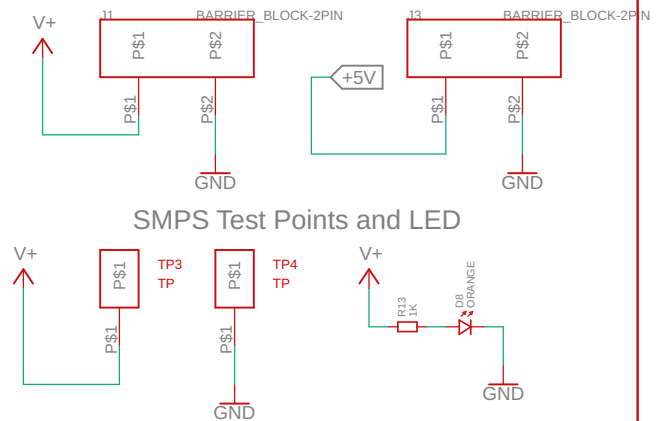 V+
J1
BARRIER_BLOCK-2PIN
P$1
P$2
P$1
P$2
GND
J3
BARRIER_BLOCK-2PIN
+5V
P$1
P$2
P$1
P$2
GND
SMPS Test Points and LED
V+
P$1
TP3
TP
P$1
P$1
TP4
TP
P$1
GND
V+
R13
1K
D8
ORANGE
GND